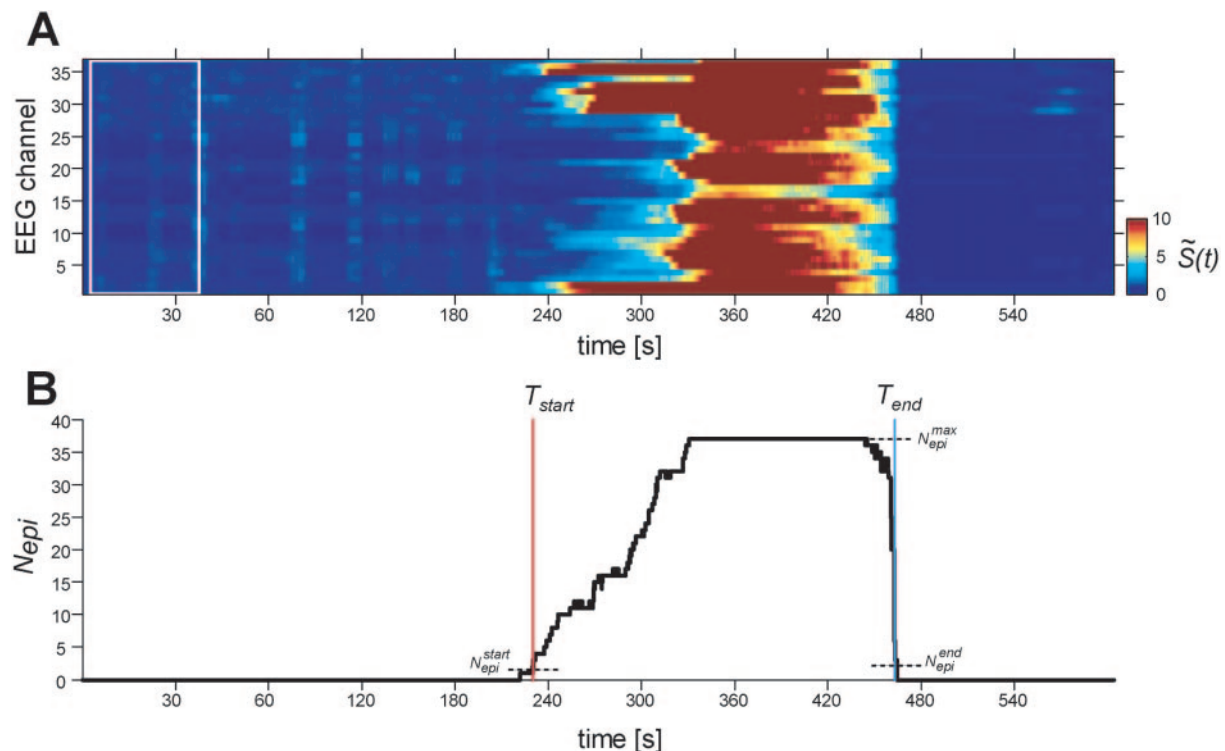 A
EEG channel
35
30
25
20
15
10
5
30 60 120 180 240 300 360 420 480 540
time [s]
10
5
0
S̃(t)
B
T_start
T_end
N_epi
40
35
30
25
20
15
10
5
0
N_epi^max
N_epi^start
N_epi^end
30 60 120 180 240 300 360 420 480 540
time [s]